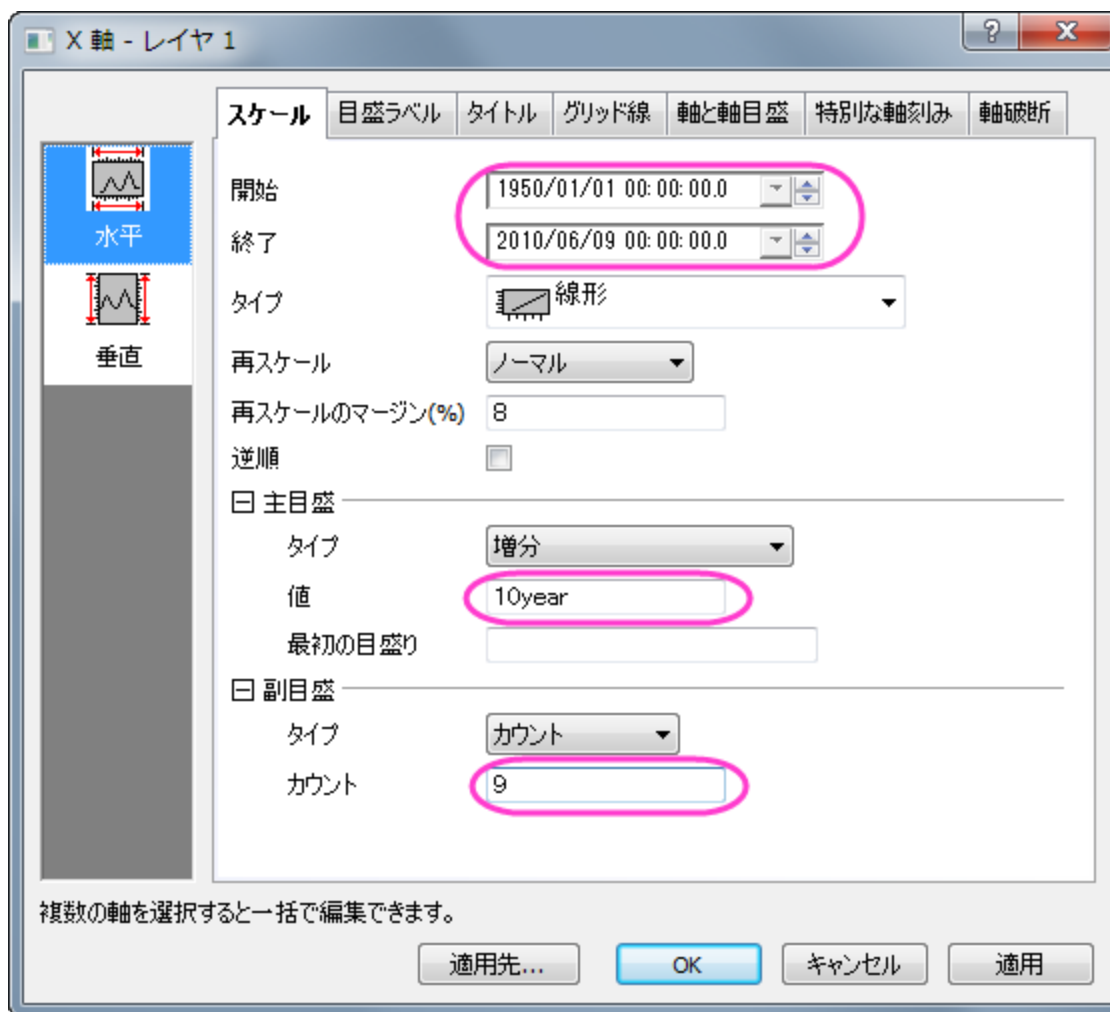 X 軸 - レイヤ 1
スケール 目盛ラベル タイトル グリッド線 軸と軸目盛 特別な軸刻み 軸破断
水平
垂直
開始 1950/01/01 00:00:00.0
終了 2010/06/09 00:00:00.0
タイプ 線形
再スケール ノーマル
再スケールのマージン(%) 8
逆順
主目盛
タイプ 増分
値 10year
最初の目盛り
副目盛
タイプ カウント
カウント 9
複数の軸を選択すると一括で編集できます。
適用先... OK キャンセル 適用